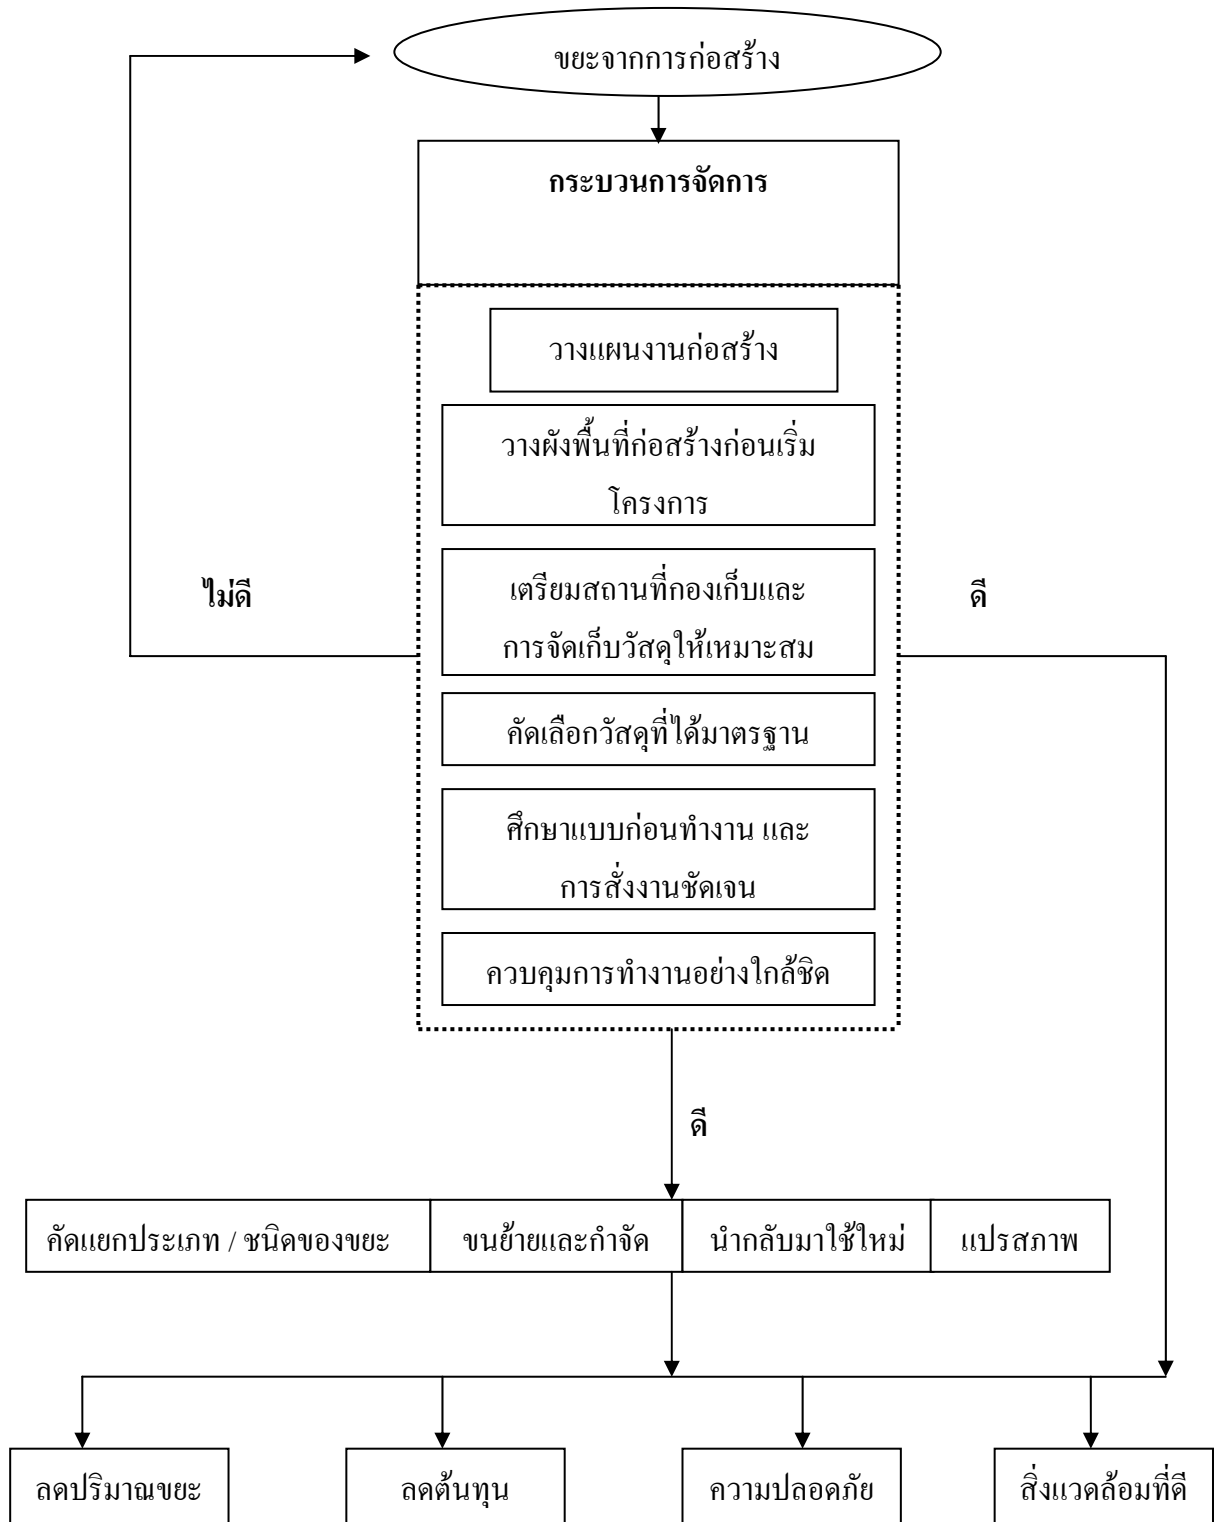 ขยะจากการก่อสร้าง
กระบวนการจัดการ
วางแผนงานก่อสร้าง
วางผังพื้นที่ก่อสร้างก่อนเริ่ม
โครงการ
เตรียมสถานที่กองเก็บและ
การจัดเก็บวัสดุให้เหมาะสม
ไม่ดี
ดี
คัดเลือกวัสดุที่ได้มาตรฐาน
ศึกษาแบบก่อนทำงาน และ
การสั่งงานชัดเจน
ควบคุมการทำงานอย่างใกล้ชิด
ดี
คัดแยกประเภท / ชนิดของขยะ
ขนย้ายและกำจัด
นำกลับมาใช้ใหม่
แปรสภาพ
ลดปริมาณขยะ
ลดต้นทุน
ความปลอดภัย
สิ่งแวดล้อมที่ดี